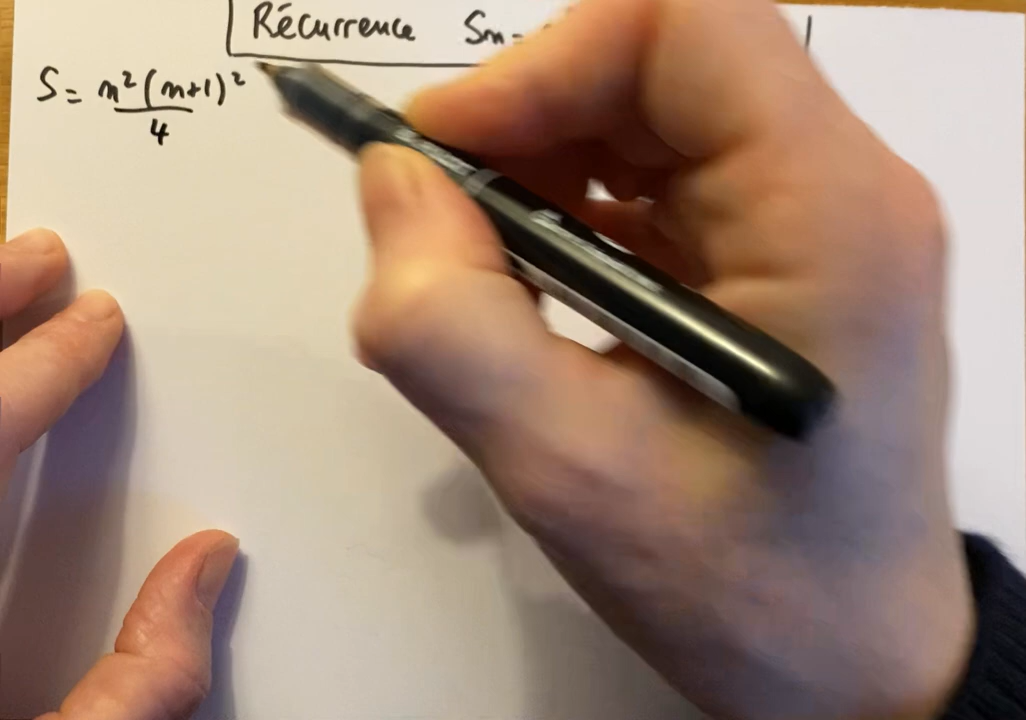 Récurrence Sn =
S = n²(n+1)²
4